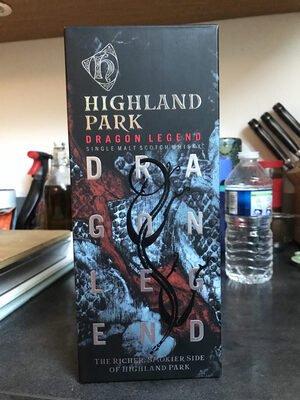 HIGHLAND
PARK
DRAGON LEGEND
SINGLE MALT SCOTCH WHISKY
DRA
GON
LEG
END
THE RICHER, SMOKIER SIDE
OF HIGHLAND PARK